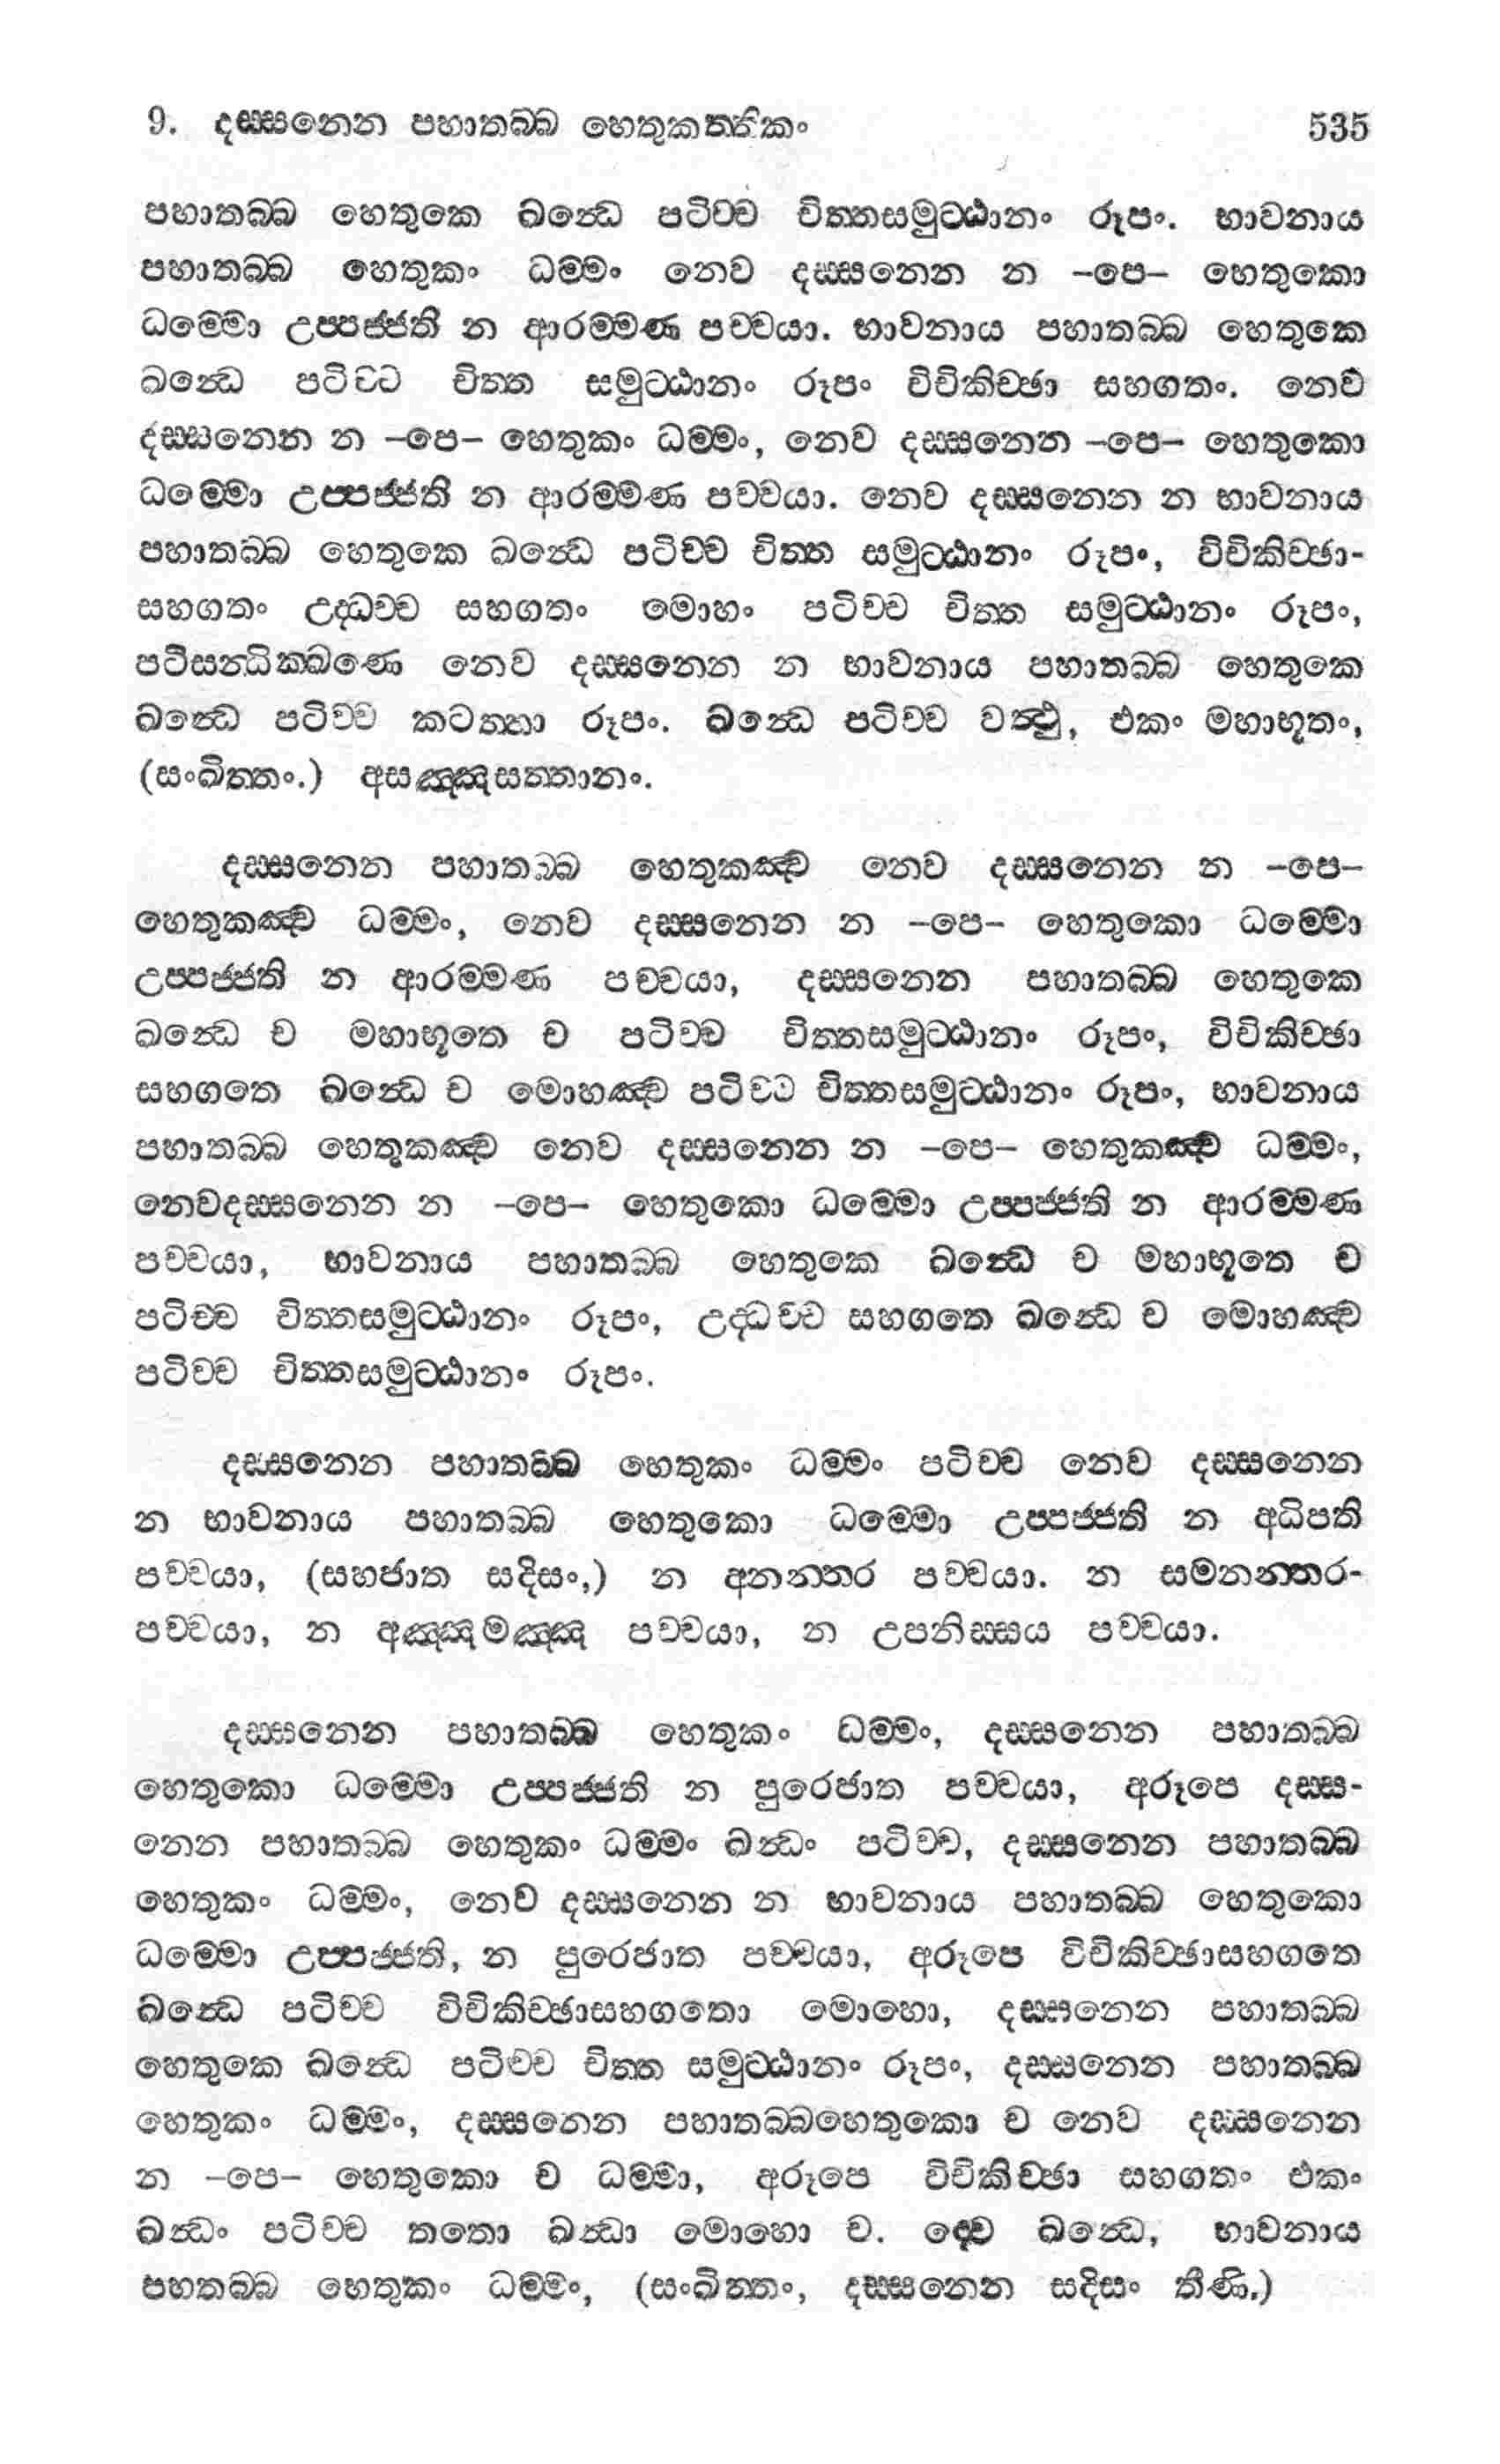 9. දස්සනෙන පහාතබ්බ හෙතුකත්තිකං 535
පහාතබ්බ හෙතුකෙ ඛන්ධෙ පටිච්ච චිත්තසමුට්ඨානං රූපං. භාවනාය
පහාතබ්බ හෙතුකං ධම්මං නෙව දස්සනෙන න –පෙ– හෙතුකො
ධම්මො උප්පජ්ජති න ආරම්මණ පච්චයා. භාවනාය පහාතබ්බ හෙතුකෙ
ඛන්ධෙ පටිච්ච චිත්ත සමුට්ඨානං රූපං විචිකිච්ඡා සහගතං. නෙව
දස්සනෙන න –පෙ– හෙතුකං ධම්මං, නෙව දස්සනෙන –පෙ– හෙතුකො
ධම්මො උප්පජ්ජති න ආරම්මණ පච්චයා. නෙව දස්සනෙන න භාවනාය
පහාතබ්බ හෙතුකෙ ඛන්ධෙ පටිච්ච චිත්ත සමුට්ඨානං රූපං, විචිකිච්ඡා-
සහගතං උද්ධච්ච සහගතං මොහං පටිච්ච චිත්ත සමුට්ඨානං රූපං,
පටිසන්ධික්ඛණෙ නෙව දස්සනෙන න භාවනාය පහාතබ්බ හෙතුකෙ
ඛන්ධෙ පටිච්ච කටත්තා රූපං. ඛන්ධෙ පටිච්ච වත්ථු, එකං මහාභූතං,
(සංඛිත්තං.) අසඤ්ඤසත්තානං.
දස්සනෙන පහාතබ්බ හෙතුකඤ්ච නෙව දස්සනෙන න –පෙ–
හෙතුකඤ්ච ධම්මං, නෙව දස්සනෙන න –පෙ– හෙතුකො ධම්මො
උප්පජ්ජති න ආරම්මණ පච්චයා, දස්සනෙන පහාතබ්බ හෙතුකෙ
ඛන්ධෙ ච මහාභූතෙ ච පටිච්ච චිත්තසමුට්ඨානං රූපං, විචිකිච්ඡා
සහගතෙ ඛන්ධෙ ච මොහඤ්ච පටිච්ච චිත්තසමුට්ඨානං රූපං, භාවනාය
පහාතබ්බ හෙතුකඤ්ච නෙව දස්සනෙන න –පෙ– හෙතුකඤ්ච ධම්මං,
නෙවදස්සනෙන න –පෙ– හෙතුකො ධම්මො උප්පජ්ජති න ආරම්මණ
පච්චයා, භාවනාය පහාතබ්බ හෙතුකෙ ඛන්ධෙ ච මහාභූතෙ ච
පටිච්ච චිත්තසමුට්ඨානං රූපං, උද්ධච්ච සහගතෙ ඛන්ධෙ ච මොහඤ්ච
පටිච්ච චිත්තසමුට්ඨානං රූපං.
දස්සනෙන පහාතබ්බ හෙතුකං ධම්මං පටිච්ච නෙව දස්සනෙන
න භාවනාය පහාතබ්බ හෙතුකො ධම්මො උප්පජ්ජති න අධිපති
පච්චයා, (සහජාත සදිසං,) න අනන්තර පච්චයා. න සමනන්තර-
පච්චයා, න අඤ්ඤමඤ්ඤ පච්චයා, න උපනිස්සය පච්චයා.
දස්සනෙන පහාතබ්බ හෙතුකං ධම්මං, දස්සනෙන පහාතබ්බ
හෙතුකො ධම්මො උප්පජ්ජති න පුරෙජාත පච්චයා, අරූපෙ දස්ස-
නෙන පහාතබ්බ හෙතුකං ධම්මං ඛන්ධං පටිච්ච, දස්සනෙන පහාතබ්බ
හෙතුකං ධම්මං, නෙව දස්සනෙන න භාවනාය පහාතබ්බ හෙතුකො
ධම්මො උප්පජ්ජති, න පුරෙජාත පච්චයා, අරූපෙ විචිකිච්ඡාසහගතෙ
ඛන්ධෙ පටිච්ච විචිකිච්ඡාසහගතො මොහො, දස්සනෙන පහාතබ්බ
හෙතුකෙ ඛන්ධෙ පටිච්ච චිත්ත සමුට්ඨානං රූපං, දස්සනෙන පහාතබ්බ
හෙතුකං ධම්මං, දස්සනෙන පහාතබ්බහෙතුකො ච නෙව දස්සනෙන
න –පෙ– හෙතුකො ච ධම්මා, අරූපෙ විචිකිච්ඡා සහගතං එකං
ඛන්ධං පටිච්ච තතො ඛන්ධා මොහො ච. ද්වෙ ඛන්ධෙ, භාවනාය
පහතබ්බ හෙතුකං ධම්මං, (සංඛිත්තං, දස්සනෙන සදිසං තීණි.)